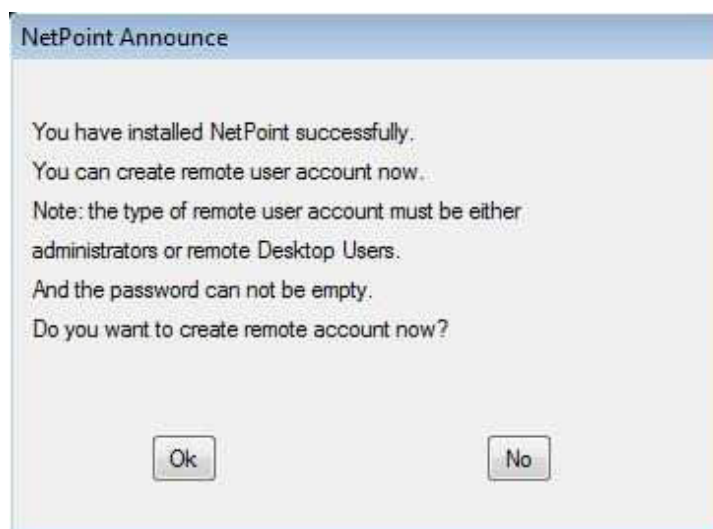 NetPoint Announce
You have installed NetPoint successfully.
You can create remote user account now.
Note: the type of remote user account must be either
administrators or remote Desktop Users.
And the password can not be empty.
Do you want to create remote account now?
Ok No